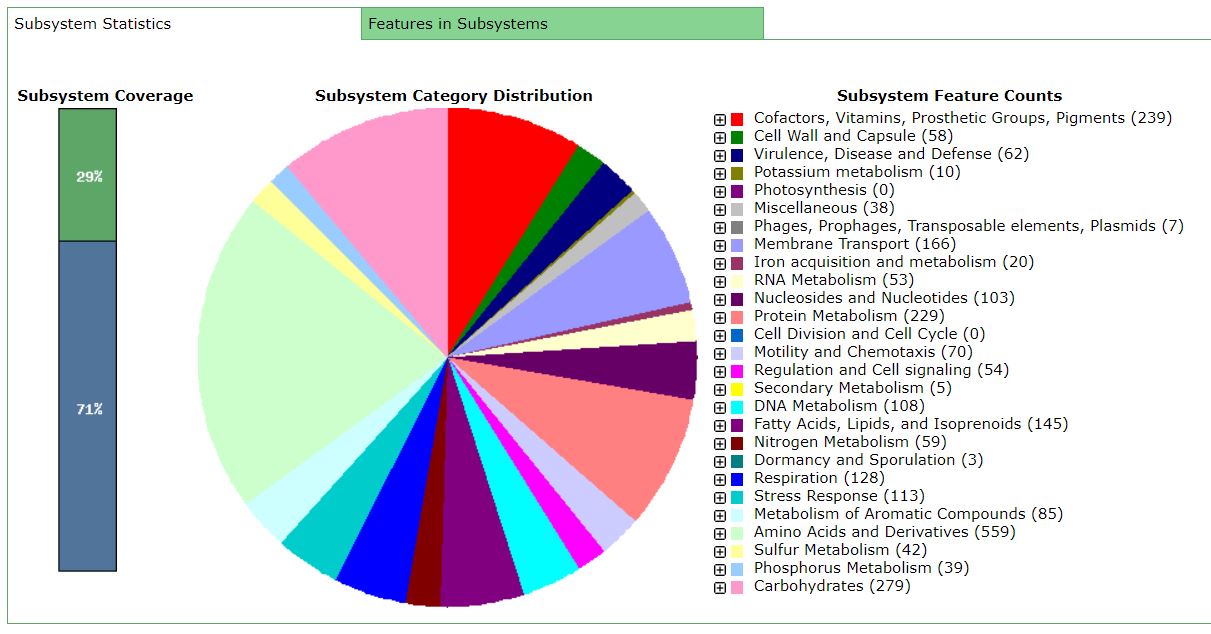 Subsystem Statistics
Features in Subsystems
Subsystem Coverage
29%
71%
Subsystem Category Distribution
Subsystem Feature Counts
Cofactors, Vitamins, Prosthetic Groups, Pigments (239)
Cell Wall and Capsule (58)
Virulence, Disease and Defense (62)
Potassium metabolism (10)
Photosynthesis (0)
Miscellaneous (38)
Phages, Prophages, Transposable elements, Plasmids (7)
Membrane Transport (166)
Iron acquisition and metabolism (20)
RNA Metabolism (53)
Nucleosides and Nucleotides (103)
Protein Metabolism (229)
Cell Division and Cell Cycle (0)
Motility and Chemotaxis (70)
Regulation and Cell signaling (54)
Secondary Metabolism (5)
DNA Metabolism (108)
Fatty Acids, Lipids, and Isoprenoids (145)
Nitrogen Metabolism (59)
Dormancy and Sporulation (3)
Respiration (128)
Stress Response (113)
Metabolism of Aromatic Compounds (85)
Amino Acids and Derivatives (559)
Sulfur Metabolism (42)
Phosphorus Metabolism (39)
Carbohydrates (279)